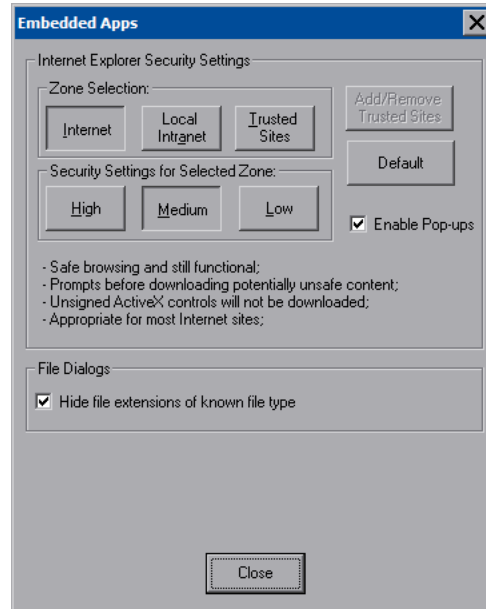 Embedded Apps
Internet Explorer Security Settings
Zone Selection:
Internet
Local
Intranet
Trusted
Sites
Add/Remove
Trusted Sites
Default
Security Settings for Selected Zone:
High
Medium
Low
Enable Pop-ups
- Safe browsing and still functional;
- Prompts before downloading potentially unsafe content;
- Unsigned ActiveX controls will not be downloaded;
- Appropriate for most Internet sites;
File Dialogs
Hide file extensions of known file type
Close